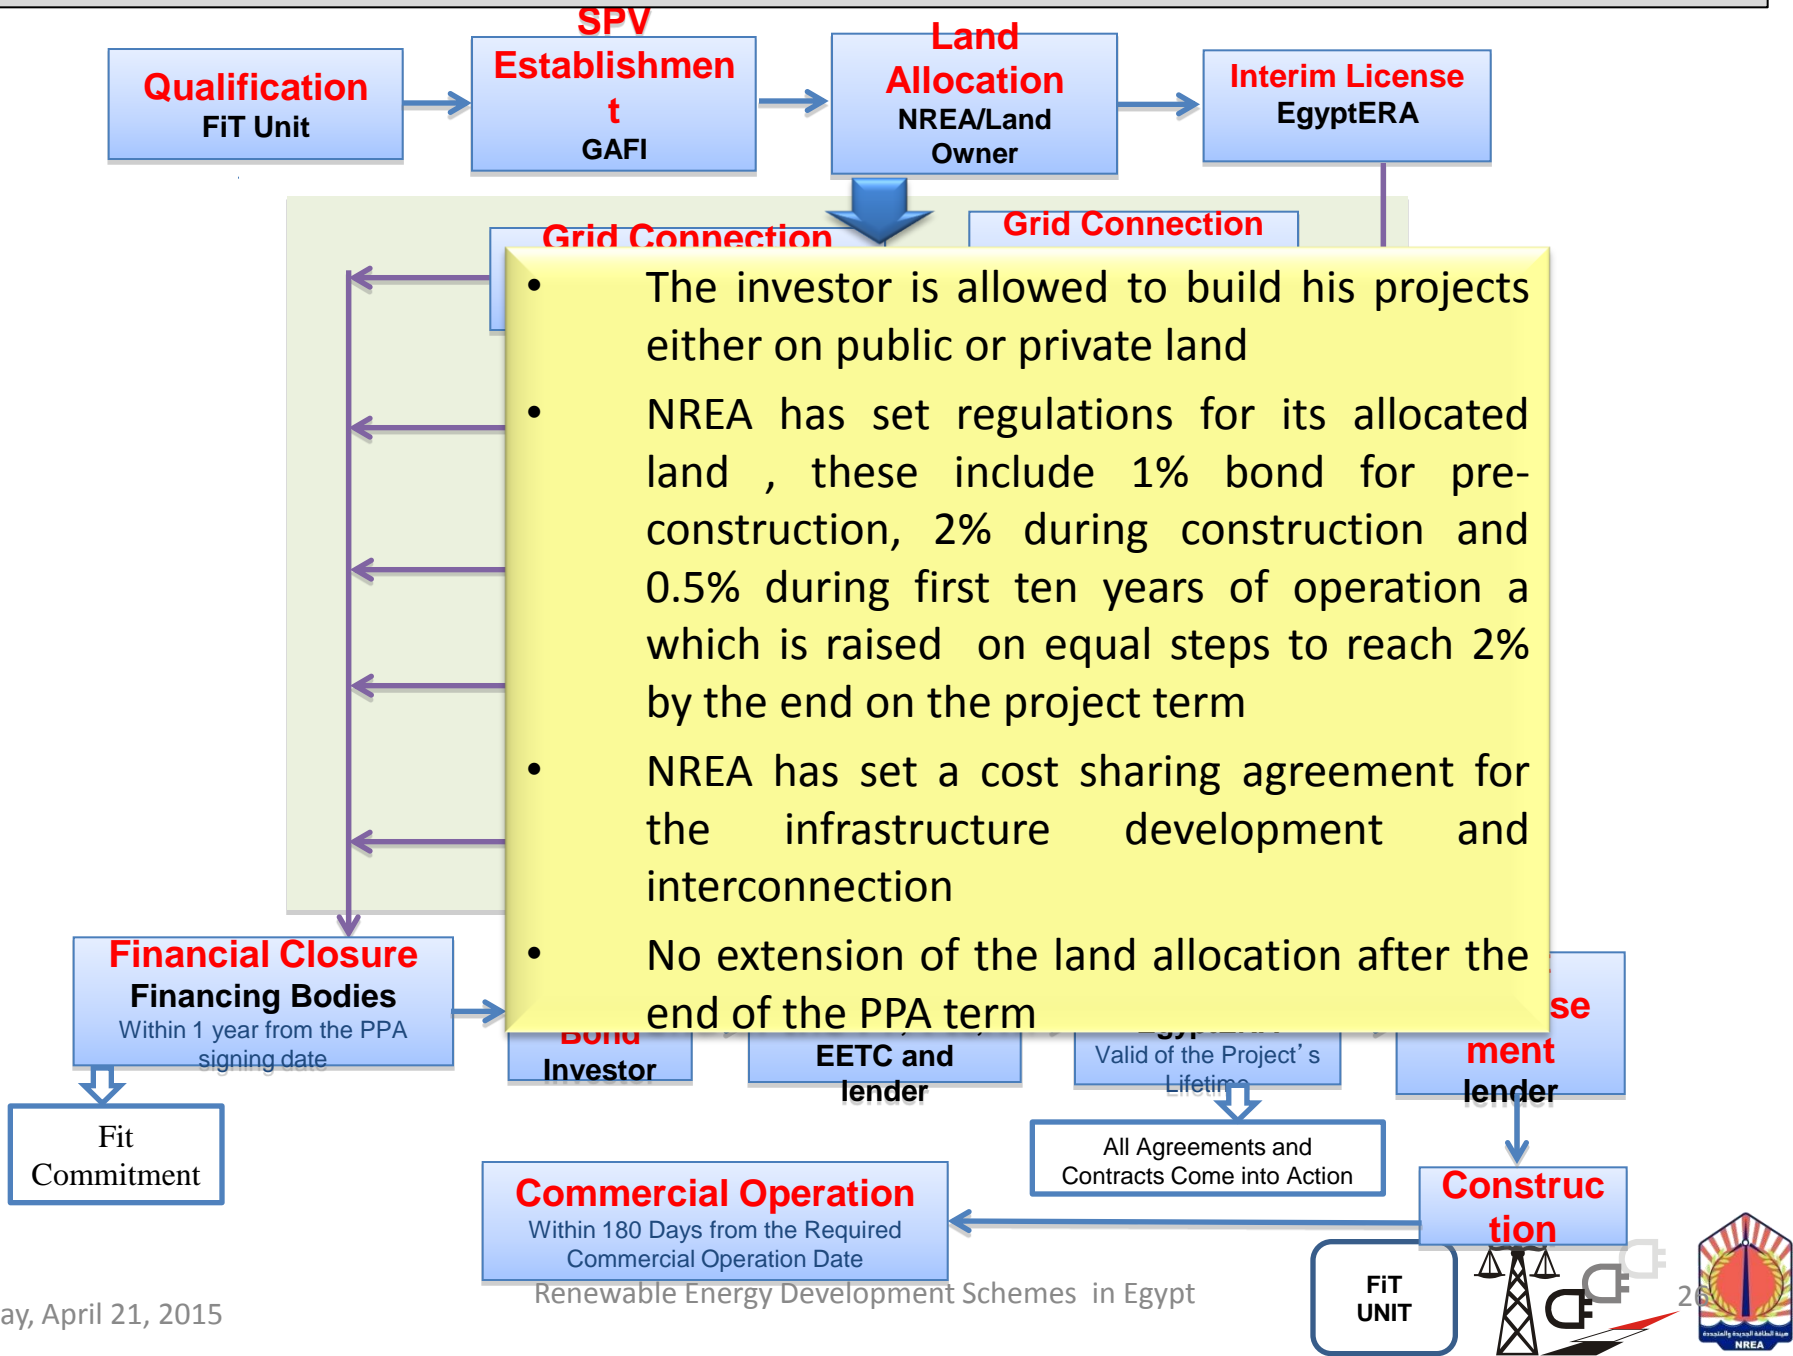 Qualification
FiT Unit
SPV
Establishmen
t
GAFI
Land
Allocation
NREA/Land
Owner
Interim License
EgyptERA
Grid Connection
Grid Connection
• The investor is allowed to build his projects
either on public or private land
• NREA has set regulations for its allocated
land , these include 1% bond for pre-
construction, 2% during construction and
0.5% during first ten years of operation a
which is raised on equal steps to reach 2%
by the end on the project term
• NREA has set a cost sharing agreement for
the infrastructure development and
interconnection
• No extension of the land allocation after the
end of the PPA term
Financial Closure
Financing Bodies
Within 1 year from the PPA
signing date
Bond
Investor
EETC and
lender
EgyptERA
Valid of the Project's
Lifetime
se
ment
lender
Fit
Commitment
All Agreements and
Contracts Come into Action
Construc
tion
Commercial Operation
Within 180 Days from the Required
Commercial Operation Date
FiT
UNIT
ay, April 21, 2015
Renewable Energy Development Schemes in Egypt
26
هيئة الطاقة الجديدة والمتجددة
NREA